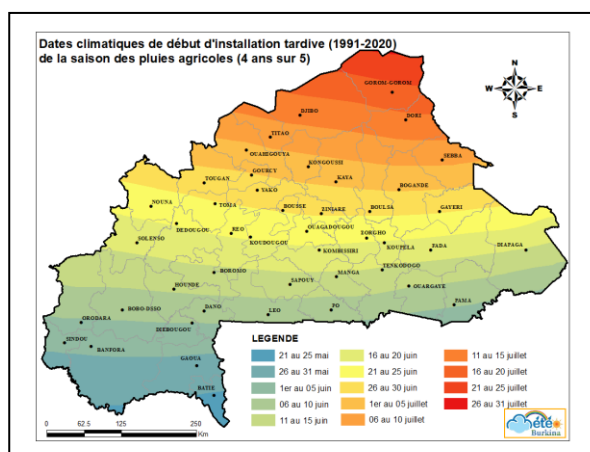 Dates climatiques de début d'installation tardive (1991-2020)
de la saison des pluies agricoles (4 ans sur 5)
N
W E
S
GOROM-GOROM
DJIBO
DORI
TITAO
OUAHIGOUYA
KONGOUSSI
SEBBA
TOUGAN
GOURCY
KAYA
YAKO
BOGANDE
NOUNA
TOMA
BOUSSE
ZINIARE
BOULSA
GAYERI
DEDOUGOU
REO
OUAGADOUGOU
SOLENSO
KOUDOUGOU
ZORGHO
KOUPELA
FADA
DIAPAGA
KOMBISSIRI
BOROMO
MANGA
TENKODOGO
HOUNDE
SAPOUY
OUARGAYE
BOBO-DSSO
DANO
LEO
PO
PAMA
ORODARA
DIEBOUGOU
SINDOU
BANFORA
GAOUA
BATIE
LEGENDE
21 au 25 mai
26 au 31 mai
1er au 05 juin
06 au 10 juin
11 au 15 juin
16 au 20 juin
21 au 25 juin
26 au 30 juin
1er au 05 juillet
06 au 10 juillet
11 au 15 juillet
16 au 20 juillet
21 au 25 juillet
26 au 31 juillet
0 62.5 125 250
Km
été
Burkina